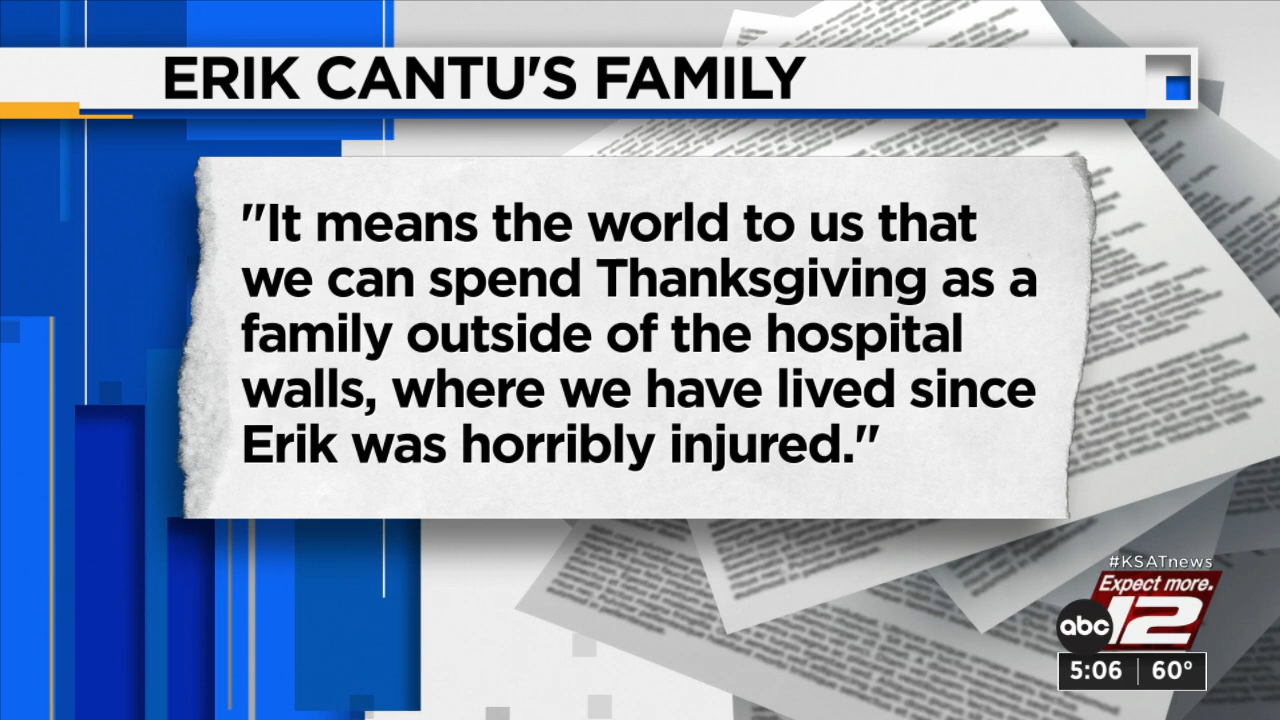 ERIK CANTU'S FAMILY
"It means the world to us that
we can spend Thanksgiving as a
family outside of the hospital
walls, where we have lived since
Erik was horribly injured."
#KSATnews
Expect more.
abc 12
5:06 60°